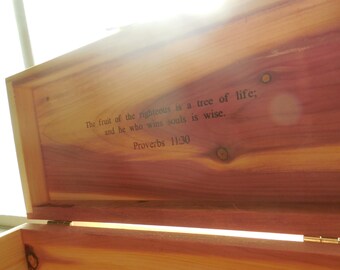 The fruit of the righteous is a tree of life;
and he who wins souls is wise.
Proverbs 11:30